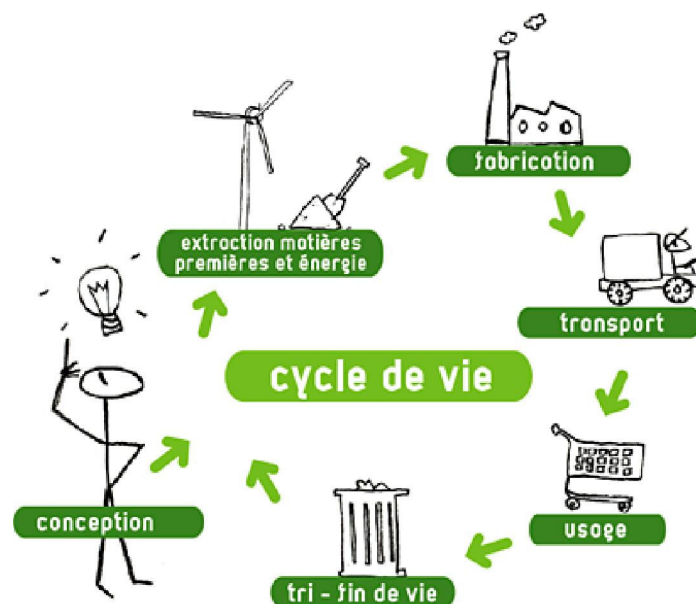 fabrication
extraction matières
premières et énergie
transport
cycle de vie
conception
usage
tri - fin de vie